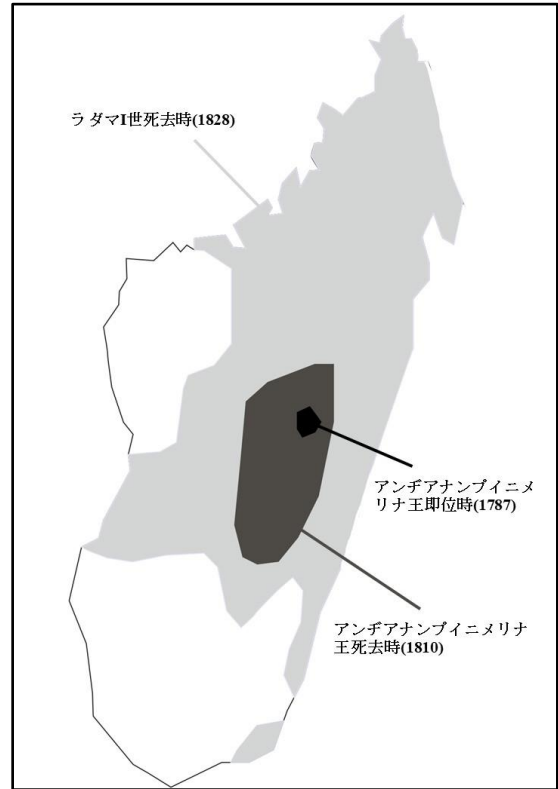 ラダマI世死去時(1828)
アンヂアナンプイニメ
リナ王即位時(1787)
アンヂアナンプイニメリナ
王死去時(1810)